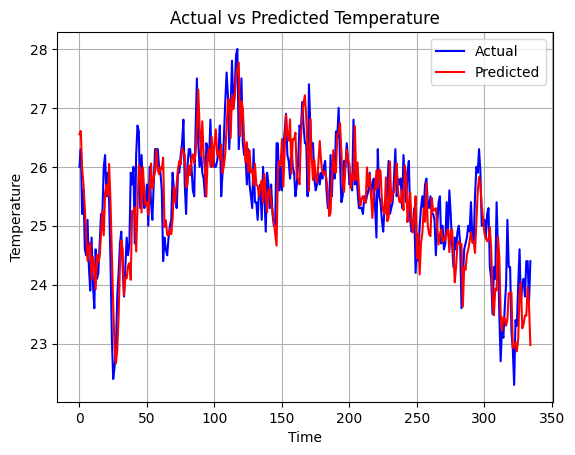 Actual vs Predicted Temperature
Actual
Predicted
28
27
26
25
24
23
Temperature
0 50 100 150 200 250 300 350
Time